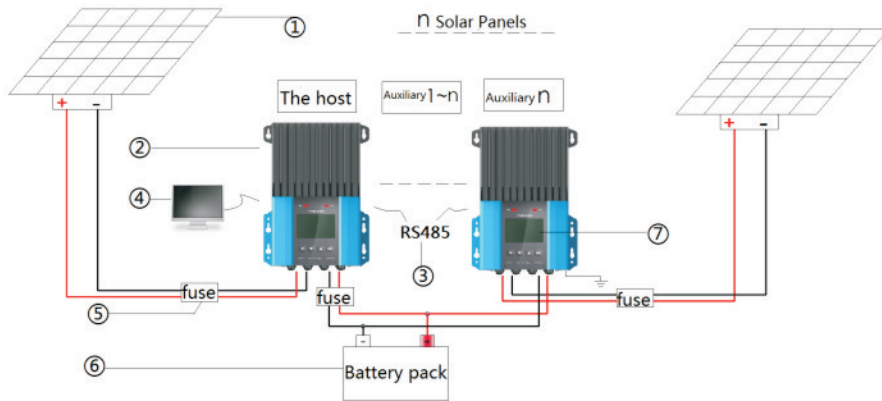 ①
n Solar Panels
The host
Auxiliary 1~n
Auxiliary n
+ -
+ -
②
④
RS485
③
⑦
fuse
fuse
fuse
⑤
- +
⑥
Battery pack